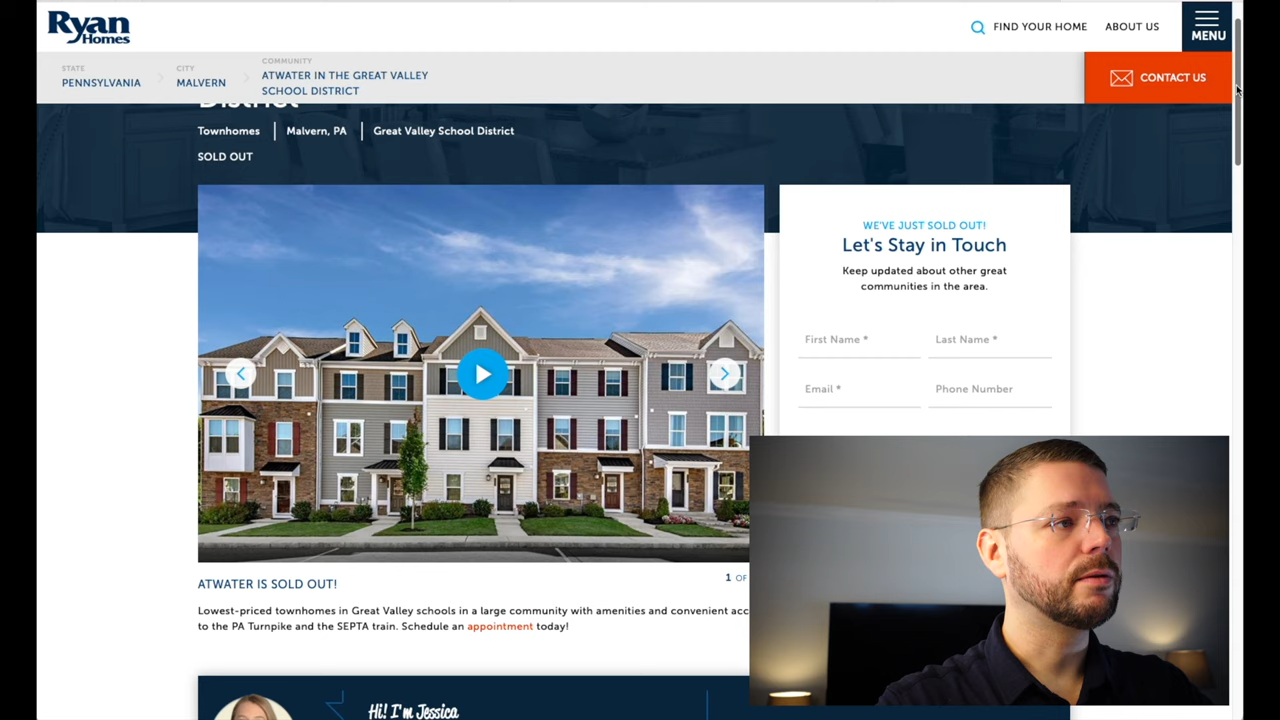 Ryan
Homes
FIND YOUR HOME
ABOUT US
MENU
STATE
PENNSYLVANIA
CITY
MALVERN
COMMUNITY
ATWATER IN THE GREAT VALLEY
SCHOOL DISTRICT
CONTACT US
District
Townhomes
Malvern, PA
Great Valley School District
SOLD OUT
WE'VE JUST SOLD OUT!
Let's Stay in Touch
Keep updated about other great
communities in the area.
First Name *
Last Name *
Email *
Phone Number
1 OF
ATWATER IS SOLD OUT!
Lowest-priced townhomes in Great Valley schools in a large community with amenities and convenient acc
to the PA Turnpike and the SEPTA train. Schedule an appointment today!
Hi! I'm Jessica